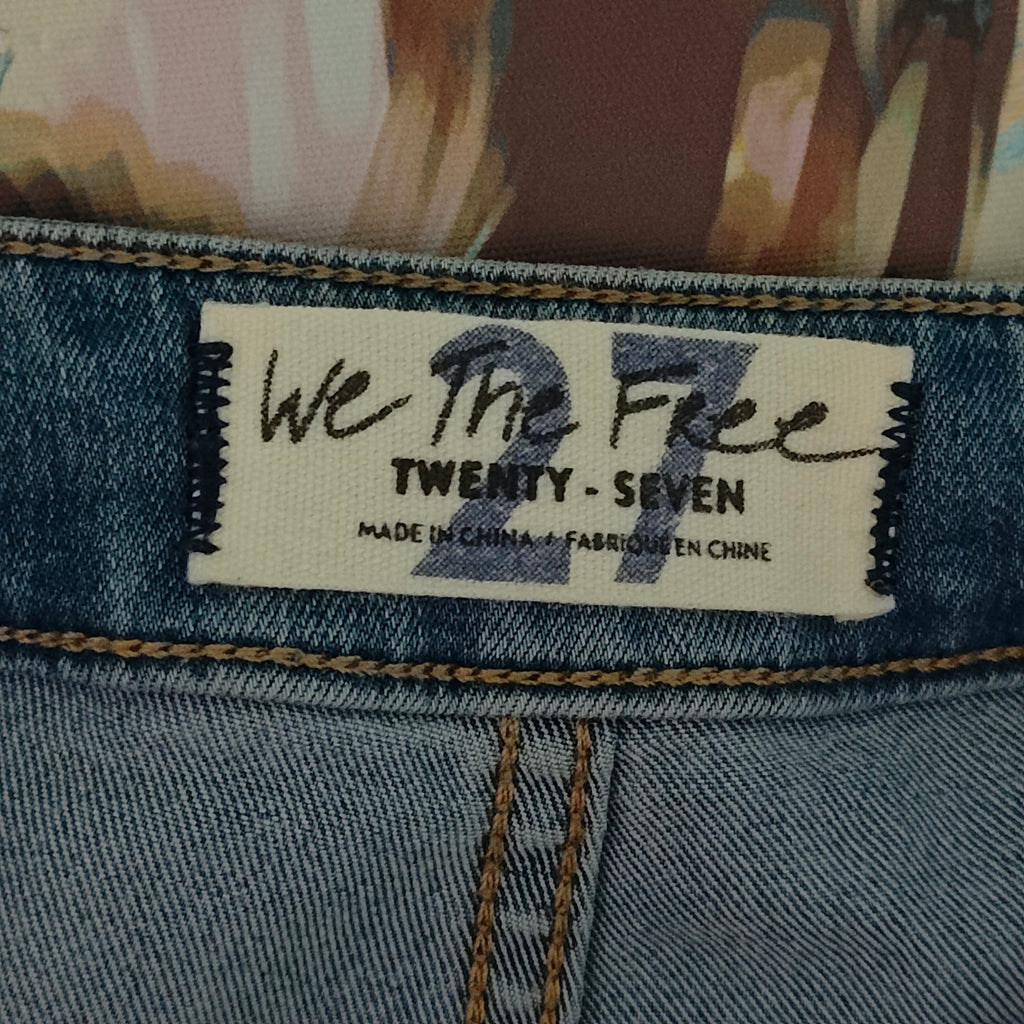 27
We The Free
TWENTY - SEVEN
MADE IN CHINA / FABRIQUE EN CHINE